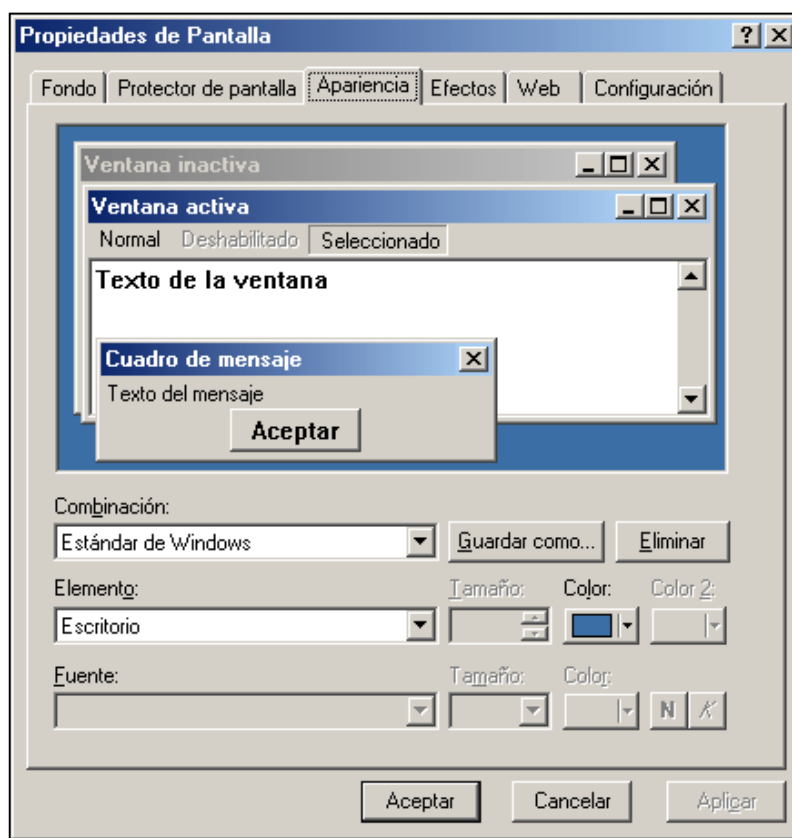 Propiedades de Pantalla
Fondo Protector de pantalla Apariencia Efectos Web Configuración
Ventana inactiva
Ventana activa
Normal Deshabilitado Seleccionado
Texto de la ventana
Cuadro de mensaje
Texto del mensaje
Aceptar
Combinación:
Estándar de Windows Guardar como... Eliminar
Elemento: Tamaño: Color: Color 2:
Escritorio
Fuente: Tamaño: Color:
N K
Aceptar Cancelar Aplicar